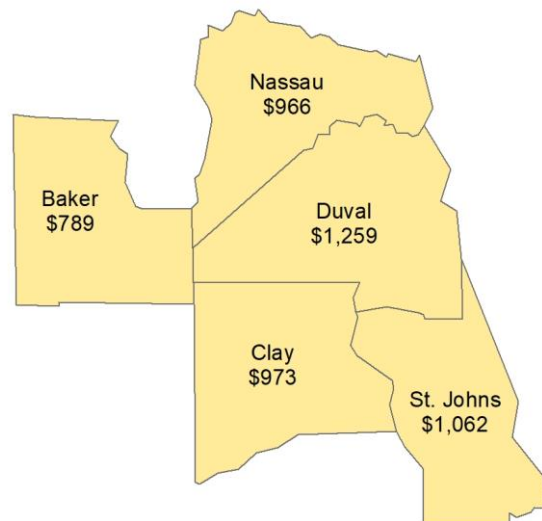 Nassau
$966
Baker
$789
Duval
$1,259
Clay
$973
St. Johns
$1,062